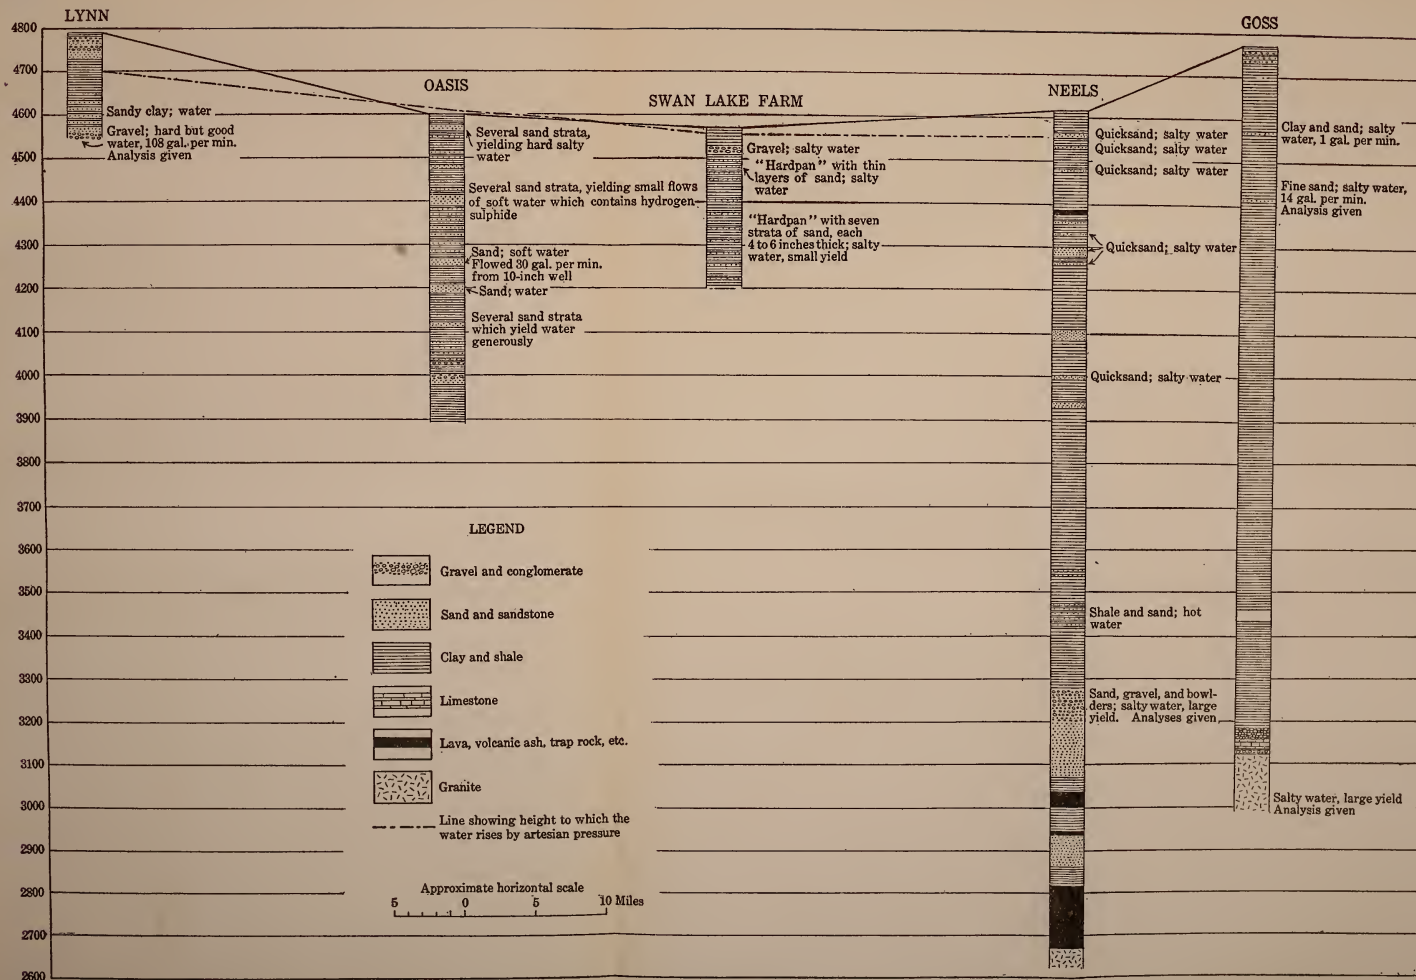 LYNN
GOSS
OASIS
SWAN LAKE FARM
NEELS
4800
4700
4600
4500
4400
4300
4200
4100
4000
3900
3800
3700
3600
3500
3400
3300
3200
3100
3000
2900
2800
2700
2600
Sandy clay; water
Gravel; hard but good
water, 108 gal. per min.
Analysis given
Several sand strata,
yielding hard salty
water
Several sand strata, yielding small flows
of soft water which contains hydrogen
sulphide
Sand; soft water
Flowed 30 gal. per min.
from 10-inch well
Sand; water
Several sand strata
which yield water
generously
Gravel; salty water
"Hardpan" with thin
layers of sand; salty
water
"Hardpan" with seven
strata of sand, each
4 to 6 inches thick; salty
water, small yield
Quicksand; salty water
Quicksand; salty water
Quicksand; salty water
Quicksand; salty water
Quicksand; salty water
Shale and sand; hot
water
Sand, gravel, and bowl-
ders; salty water, large
yield. Analyses given
Clay and sand; salty
water, 1 gal. per min.
Fine sand; salty water,
14 gal. per min.
Analysis given
Salty water, large yield
Analysis given
LEGEND
Gravel and conglomerate
Sand and sandstone
Clay and shale
Limestone
Lava, volcanic ash, trap rock, etc.
Granite
Line showing height to which the
water rises by artesian pressure
Approximate horizontal scale
5 0 5 10 Miles